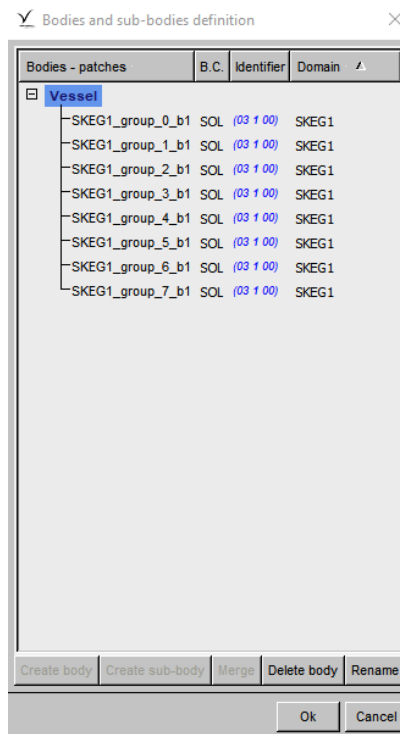 Bodies and sub-bodies definition
Bodies - patches B.C. Identifier Domain
Vessel
SKEG1_group_0_b1 SOL (03 1 00) SKEG1
SKEG1_group_1_b1 SOL (03 1 00) SKEG1
SKEG1_group_2_b1 SOL (03 1 00) SKEG1
SKEG1_group_3_b1 SOL (03 1 00) SKEG1
SKEG1_group_4_b1 SOL (03 1 00) SKEG1
SKEG1_group_5_b1 SOL (03 1 00) SKEG1
SKEG1_group_6_b1 SOL (03 1 00) SKEG1
SKEG1_group_7_b1 SOL (03 1 00) SKEG1
Create body Create sub-body Merge Delete body Rename
Ok Cancel